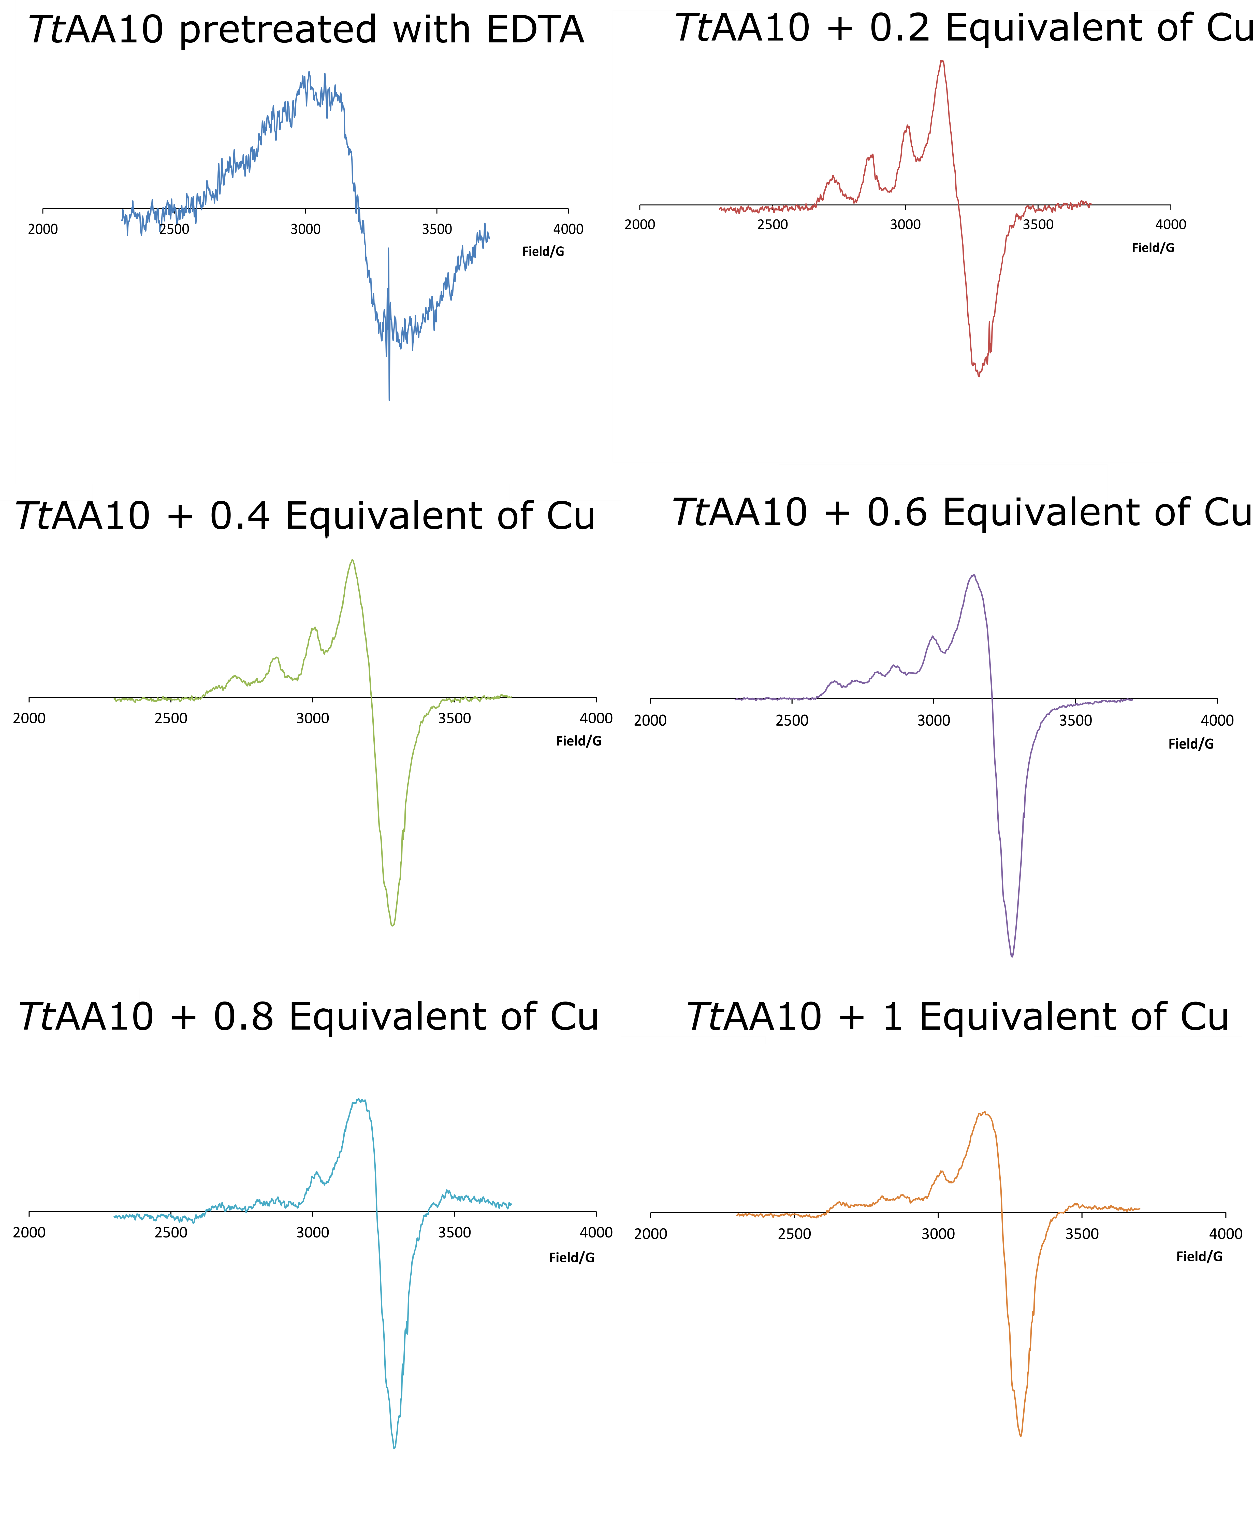 TtAA10 pretreated with EDTA
2000 2500 3000 3500 4000
Field/G
TtAA10 + 0.2 Equivalent of Cu
2000 2500 3000 3500 4000
Field/G
TtAA10 + 0.4 Equivalent of Cu
2000 2500 3000 3500 4000
Field/G
TtAA10 + 0.6 Equivalent of Cu
2000 2500 3000 3500 4000
Field/G
TtAA10 + 0.8 Equivalent of Cu
2000 2500 3000 3500 4000
Field/G
TtAA10 + 1 Equivalent of Cu
2000 2500 3000 3500 4000
Field/G